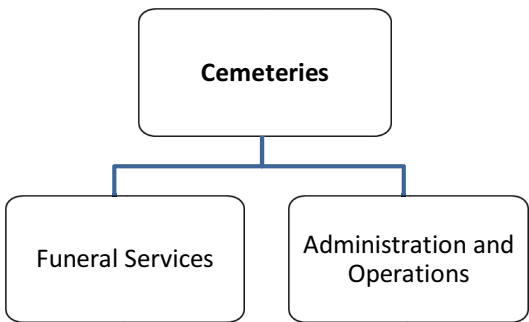 Cemeteries
Funeral Services
Administration and
Operations